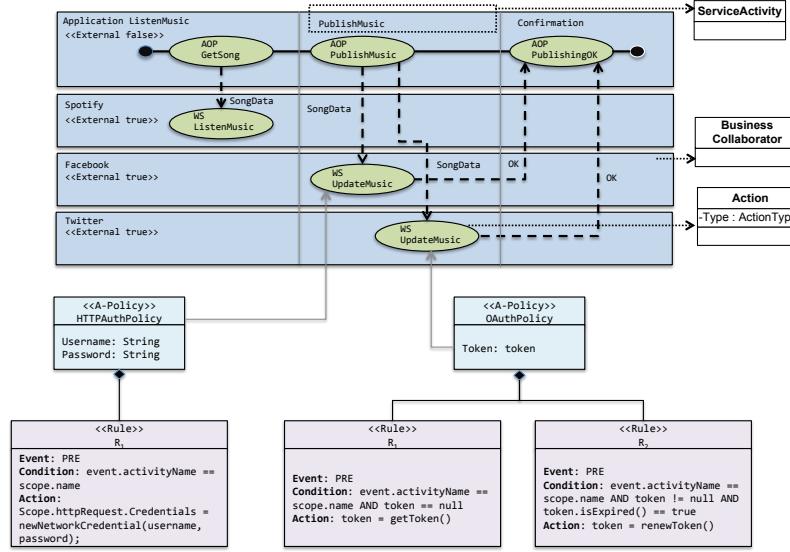 ServiceActivity
Application ListenMusic
<<External false>>
PublishMusic
Confirmation
AOP
GetSong
AOP
PublishMusic
AOP
PublishingOK
Spotify
<<External true>>
SongData
SongData
WS
ListenMusic
Business
Collaborator
Facebook
<<External true>>
SongData
OK
OK
WS
UpdateMusic
Action
-Type : ActionTyp
Twitter
<<External true>>
WS
UpdateMusic
<<A-Policy>>
HTTPAuthPolicy
Username: String
Password: String
<<A-Policy>>
OAuthPolicy
Token: token
<<Rule>>
R1
Event: PRE
Condition: event.activityName ==
scope.name
Action:
Scope.httpRequest.Credentials =
newNetworkCredential(username,
password);
<<Rule>>
R1
Event: PRE
Condition: event.activityName ==
scope.name AND token == null
Action: token = getToken()
<<Rule>>
R2
Event: PRE
Condition: event.activityName ==
scope.name AND token != null AND
token.isExpired() == true
Action: token = renewToken()